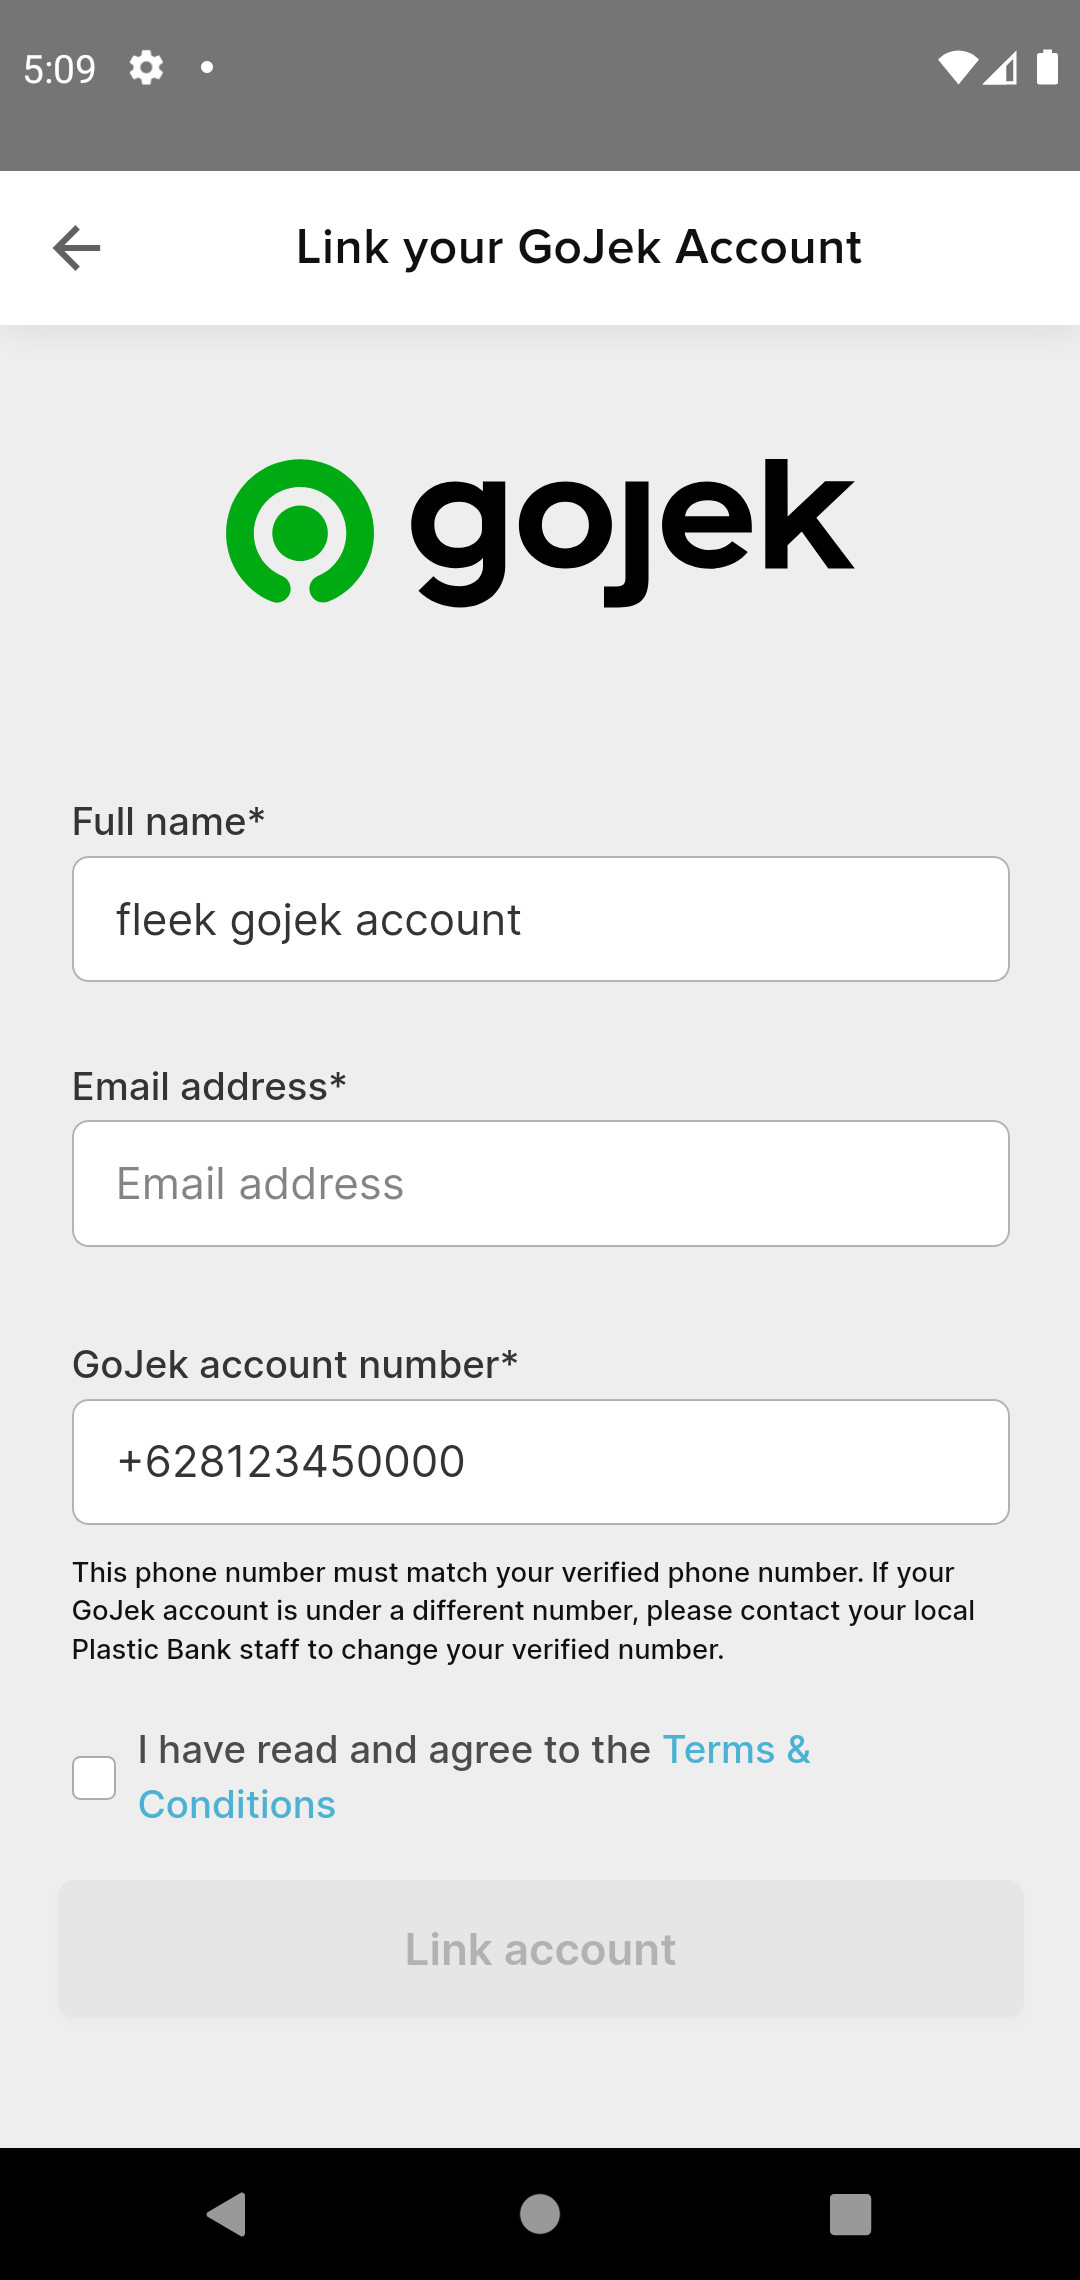 5:09
Link your GoJek Account
gojek
Full name*
fleek gojek account
Email address*
Email address
GoJek account number*
+628123450000
This phone number must match your verified phone number. If your
GoJek account is under a different number, please contact your local
Plastic Bank staff to change your verified number.
I have read and agree to the Terms &
Conditions
Link account